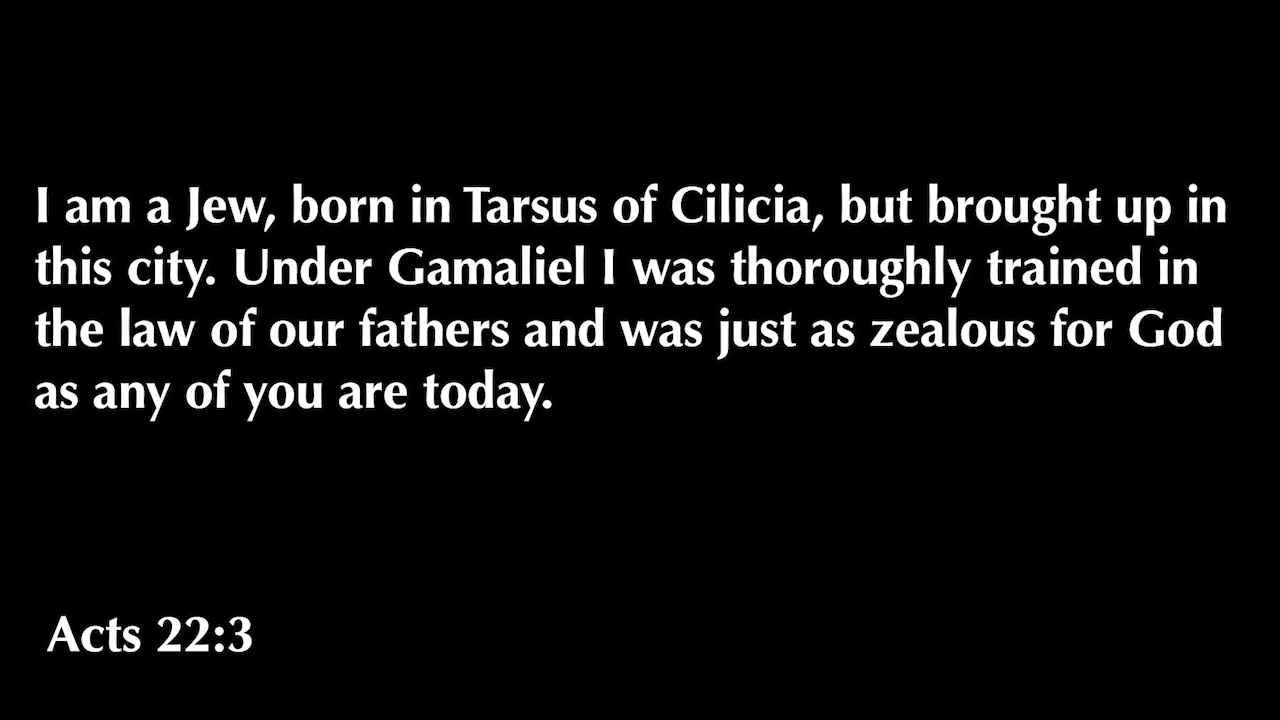 I am a Jew, born in Tarsus of Cilicia, but brought up in
this city. Under Gamaliel I was thoroughly trained in
the law of our fathers and was just as zealous for God
as any of you are today.
Acts 22:3